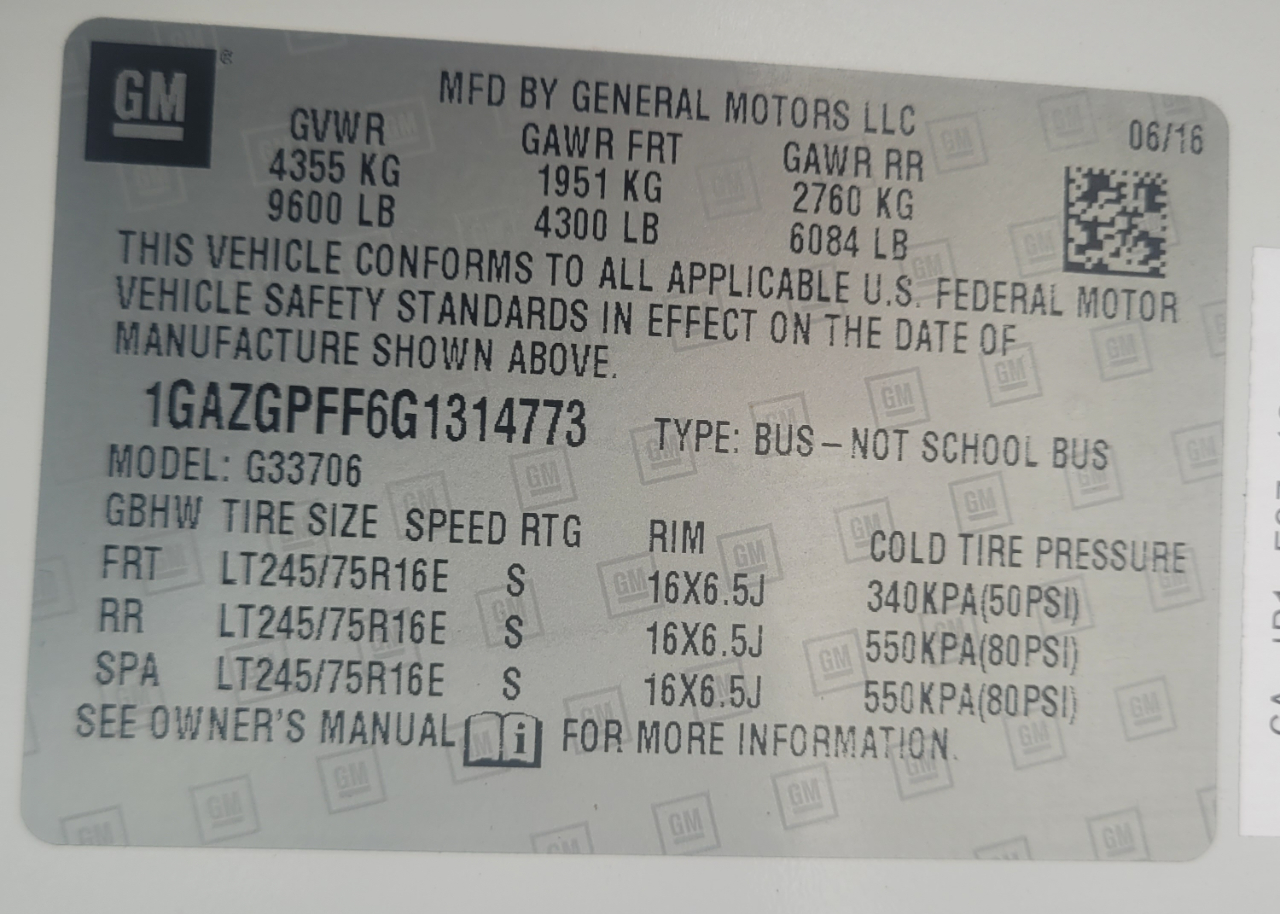 GM®
MFD BY GENERAL MOTORS LLC
06/16
GVWR GAWR FRT GAWR RR
4355 KG 1951 KG 2760 KG
9600 LB 4300 LB 6084 LB
THIS VEHICLE CONFORMS TO ALL APPLICABLE U.S. FEDERAL MOTOR
VEHICLE SAFETY STANDARDS IN EFFECT ON THE DATE OF
MANUFACTURE SHOWN ABOVE.
1GAZGPFF6G1314773 TYPE: BUS – NOT SCHOOL BUS
MODEL: G33706
GBHW TIRE SIZE SPEED RTG RIM COLD TIRE PRESSURE
FRT LT245/75R16E S 16X6.5J 340KPA(50PSI)
RR LT245/75R16E S 16X6.5J 550KPA(80PSI)
SPA LT245/75R16E S 16X6.5J 550KPA(80PSI)
SEE OWNER'S MANUAL i FOR MORE INFORMATION.